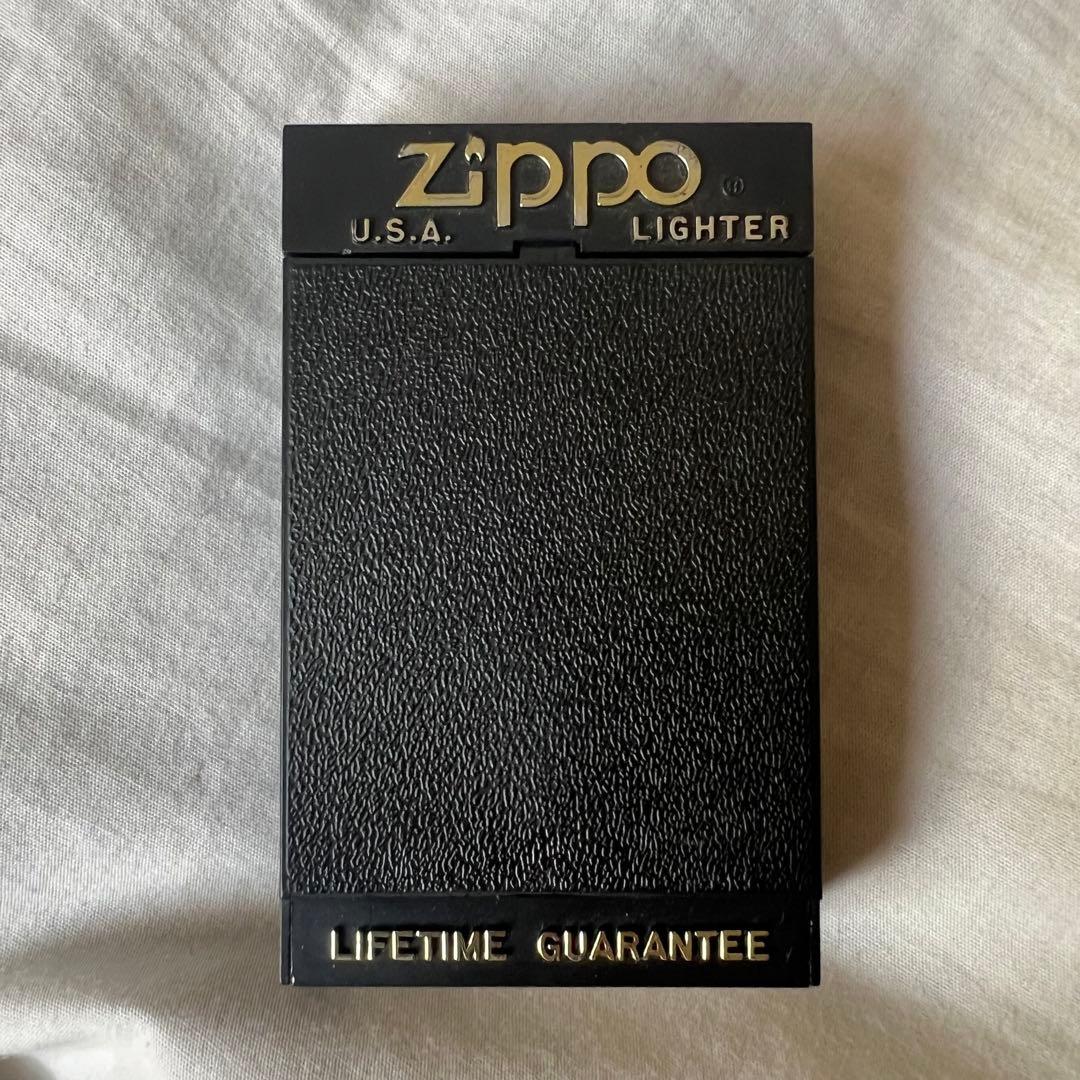 Zippo ®
U.S.A. LIGHTER
LIFETIME GUARANTEE